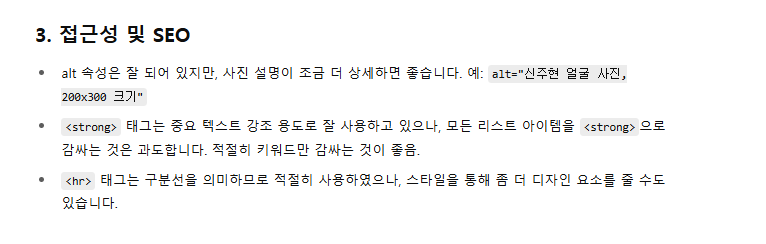 3. 접근성 및 SEO
alt 속성은 잘 되어 있지만, 사진 설명이 조금 더 상세하면 좋습니다. 예: alt="신주현 얼굴 사진,
200x300 크기"
<strong> 태그는 중요 텍스트 강조 용도로 잘 사용하고 있으나, 모든 리스트 아이템을 <strong>으로
감싸는 것은 과도합니다. 적절히 키워드만 감싸는 것이 좋음.
<hr> 태그는 구분선을 의미하므로 적절히 사용하였으나, 스타일을 통해 좀 더 디자인 요소를 줄 수도
있습니다.